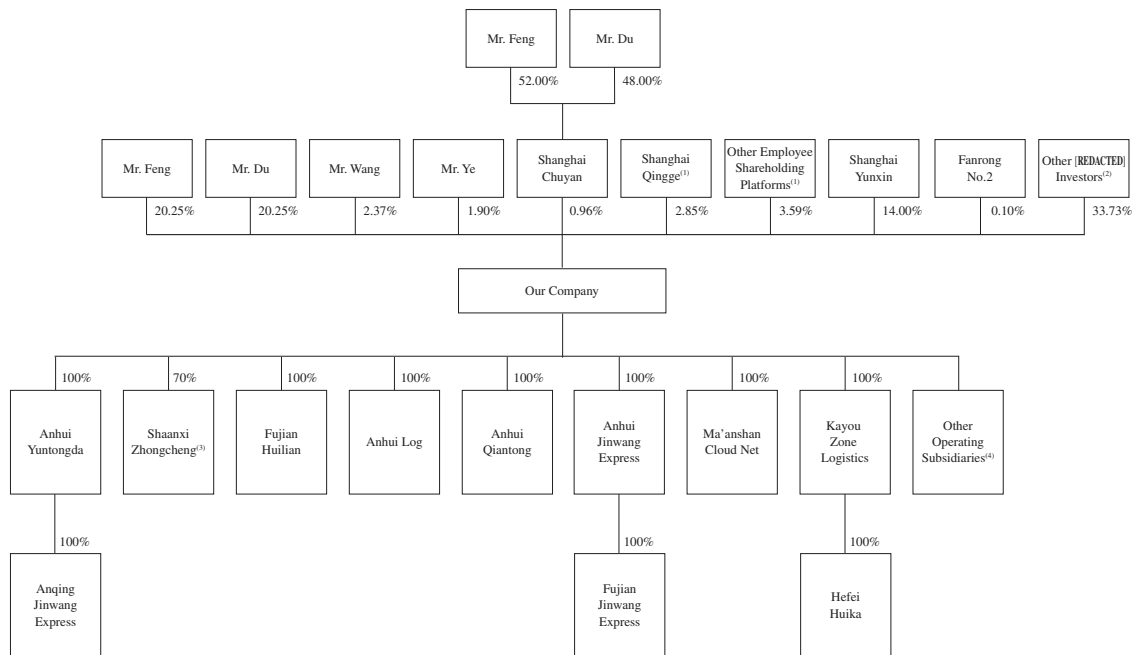 Mr. Feng
Mr. Du
52.00%
48.00%
Mr. Feng
Mr. Du
Mr. Wang
Mr. Ye
Shanghai
Chuyan
Shanghai
Qingge(1)
Other Employee
Shareholding
Platforms(1)
Shanghai
Yunxin
Fanrong
No.2
Other [REDACTED]
Investors(2)
20.25%
20.25%
2.37%
1.90%
0.96%
2.85%
3.59%
14.00%
0.10%
33.73%
Our Company
100%
70%
100%
100%
100%
100%
100%
100%
Anhui
Yuntongda
Shaanxi
Zhongcheng(3)
Fujian
Huilian
Anhui Log
Anhui
Qiantong
Anhui
Jinwang
Express
Ma'anshan
Cloud Net
Kayou
Zone
Logistics
Other
Operating
Subsidiaries(4)
100%
100%
100%
Anqing
Jinwang
Express
Fujian
Jinwang
Express
Hefei
Huika